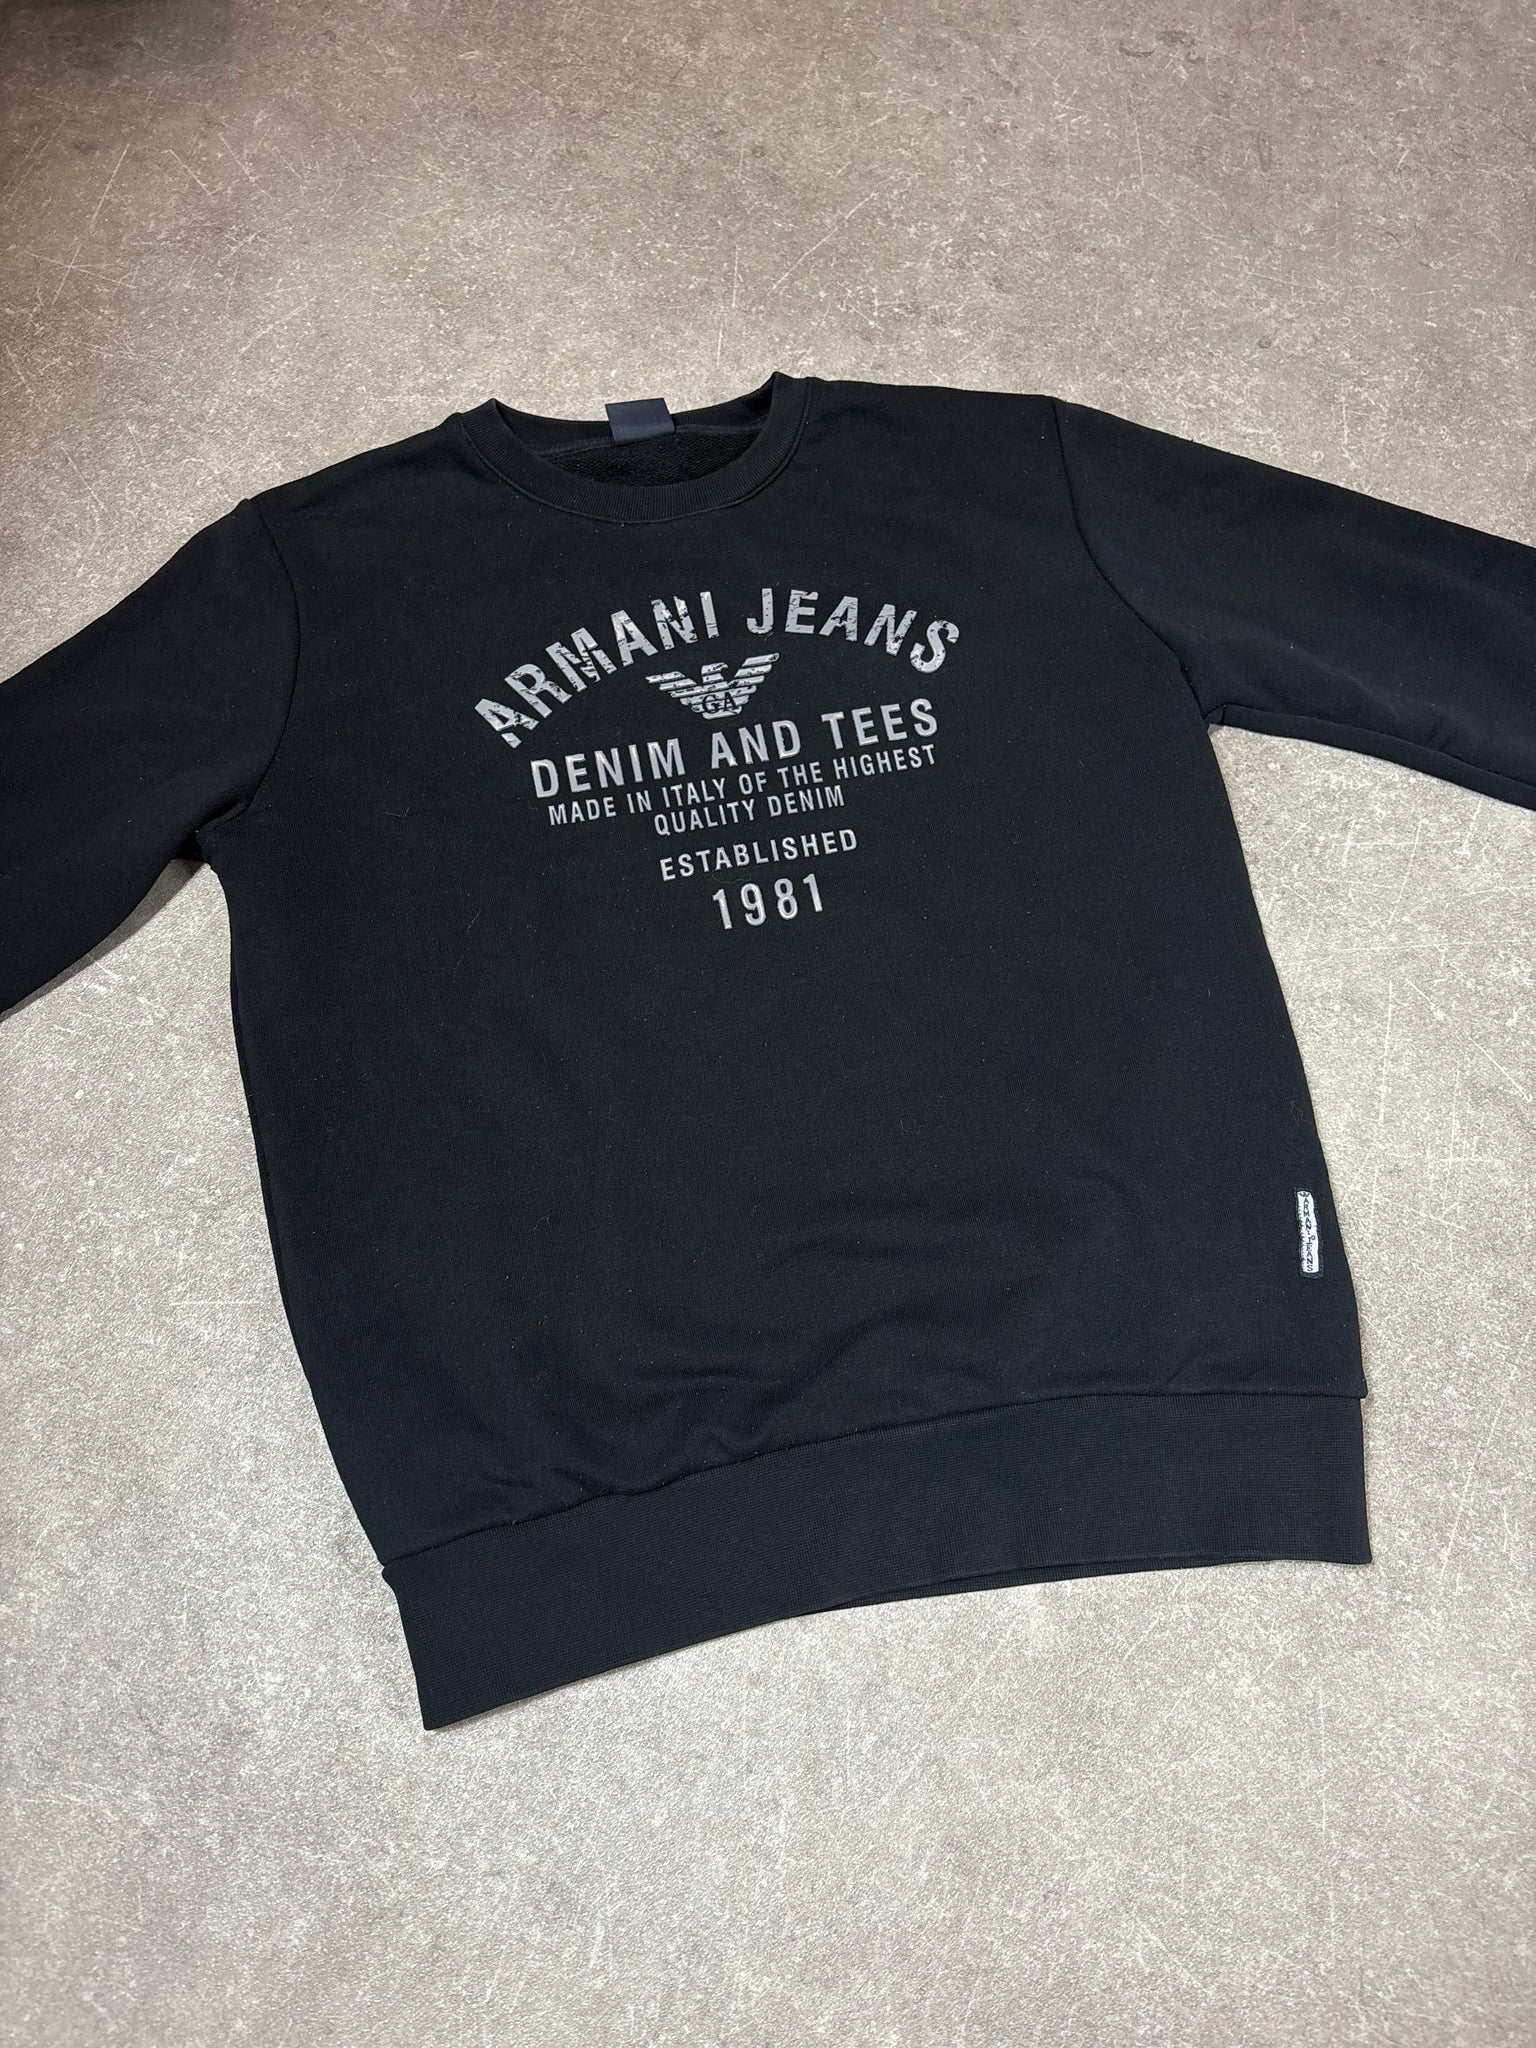 ARMANI JEANS
GA
DENIM AND TEES
MADE IN ITALY OF THE HIGHEST
QUALITY DENIM
ESTABLISHED
1981
ARMANI JEANS